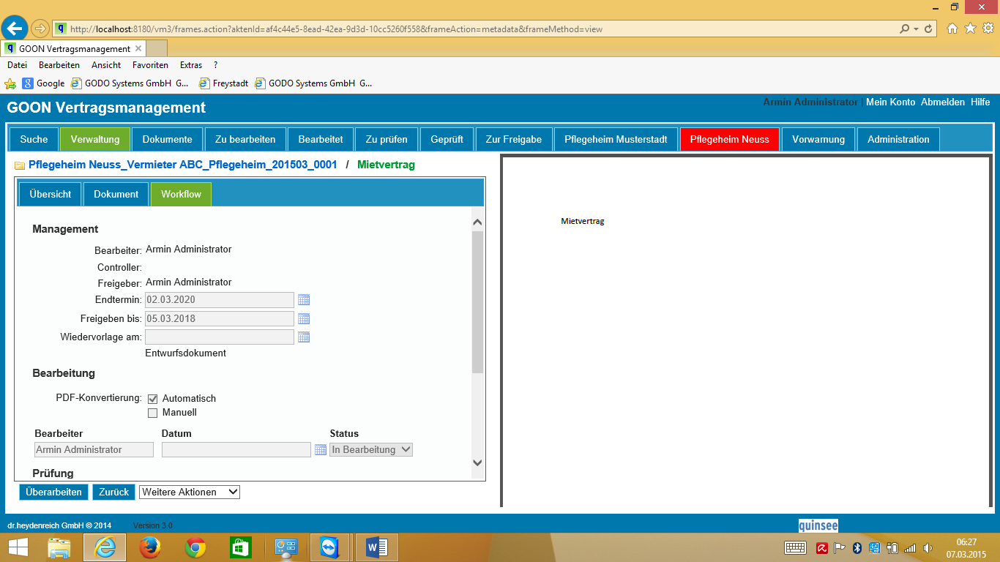 http://localhost:8180/vm3/frames.action?aktenId=af4c44e5-8ead-42ea-9d3d-10cc5260f558&frameAction=metadata&frameMethod=view
GOON Vertragsmanagement
Datei Bearbeiten Ansicht Favoriten Extras ?
Google GODO Systems GmbH G... Freystadt GODO Systems GmbH G...
GOON Vertragsmanagement
Armin Administrator | Mein Konto Abmelden Hilfe
Suche Verwaltung Dokumente Zu bearbeiten Bearbeitet Zu prüfen Geprüft Zur Freigabe Pflegeheim Musterstadt Pflegeheim Neuss Vorwarnung Administration
Pflegeheim Neuss_Vermieter ABC_Pflegeheim_201503_0001 / Mietvertrag
Übersicht Dokument Workflow
Management
Bearbeiter: Armin Administrator
Controller:
Freigeber: Armin Administrator
Endtermin: 02.03.2020
Freigeben bis: 05.03.2018
Wiedervorlage am:
Entwurfsdokument
Bearbeitung
PDF-Konvertierung: Automatisch
Manuell
Bearbeiter Datum Status
Armin Administrator In Bearbeitung
Prüfung
Überarbeiten Zurück Weitere Aktionen
Mietvertrag
dr.heydenreich GmbH © 2014 Version 3.0
quinsee
06:27
07.03.2015